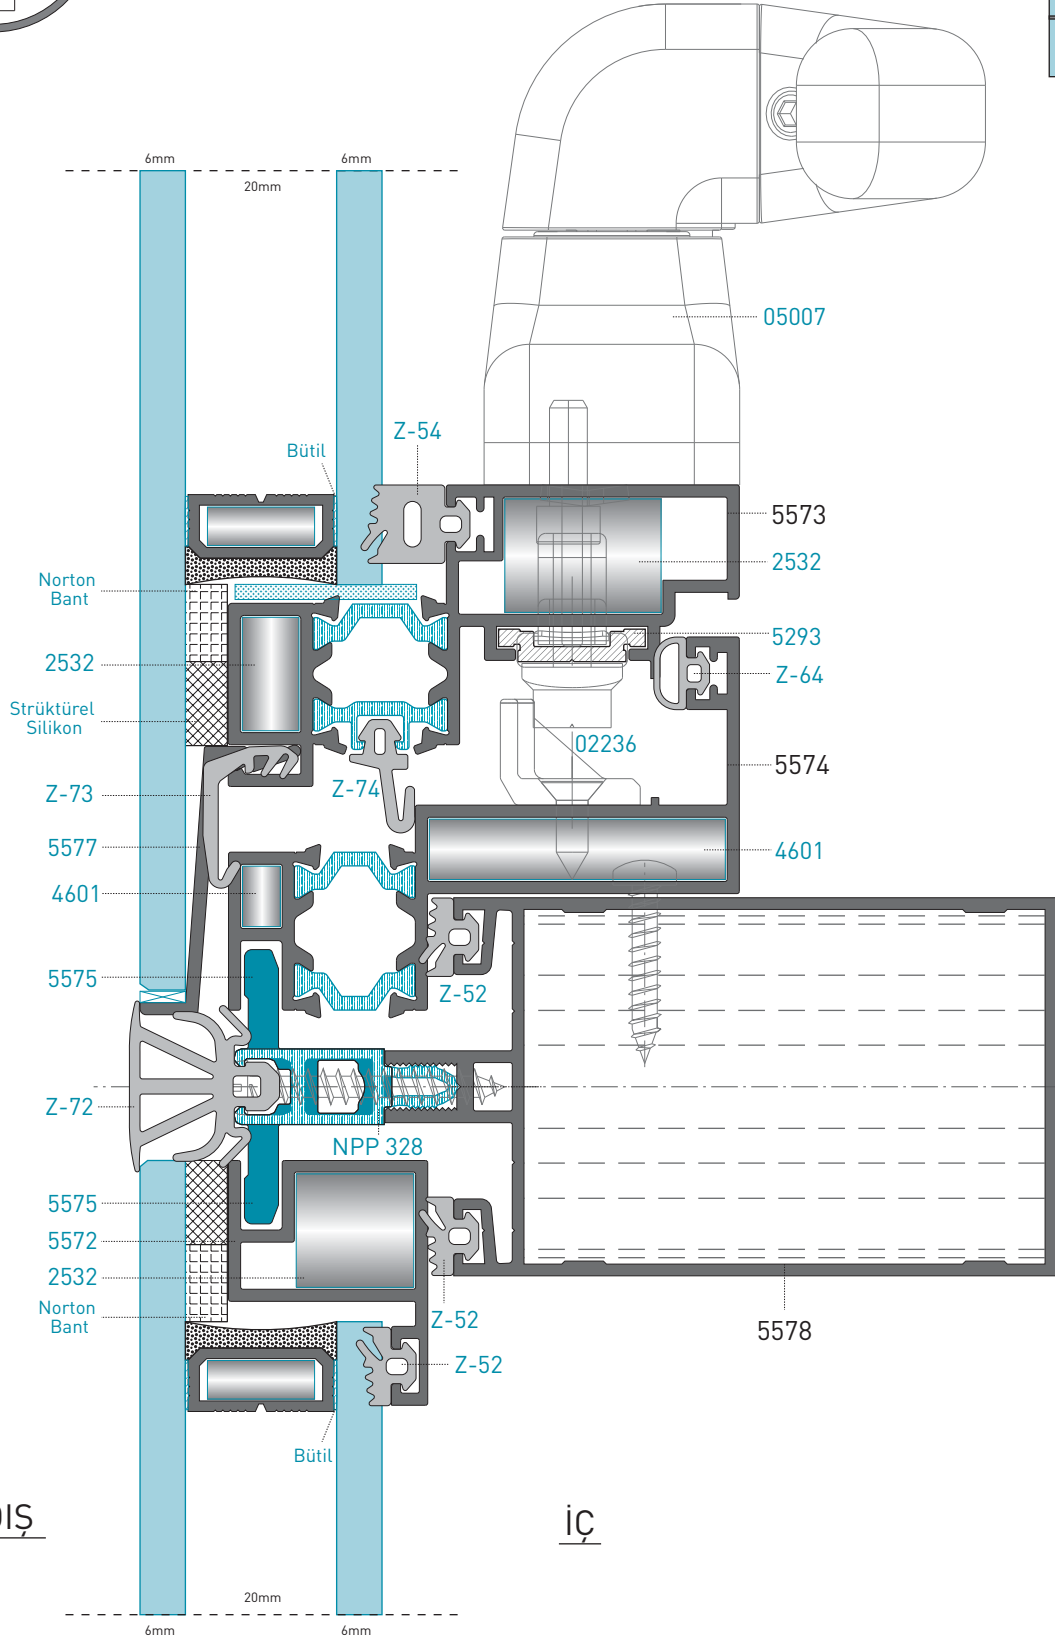 6mm
6mm
20mm
05007
Z-54
Bütil
5573
2532
Norton
Bant
5293
2532
Z-64
Strüktürel
Silikon
02236
5574
Z-73
Z-74
5577
4601
4601
5575
Z-52
Z-72
NPP 328
5575
5572
2532
Norton
Bant
Z-52
5578
Z-52
Bütil
IŞ
İÇ
20mm
6mm
6mm